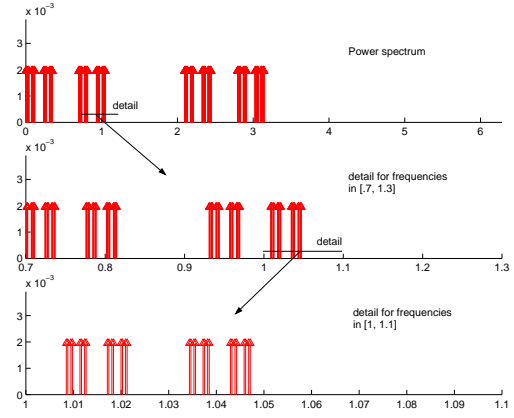 x 10⁻³
3
2
1
0
Power spectrum
detail
0 1 2 3 4 5 6
x 10⁻³
3
2
1
0
detail for frequencies
in [.7, 1.3]
detail
0.7 0.8 0.9 1 1.1 1.2 1.3
x 10⁻³
3
2
1
0
detail for frequencies
in [1, 1.1]
1 1.01 1.02 1.03 1.04 1.05 1.06 1.07 1.08 1.09 1.1